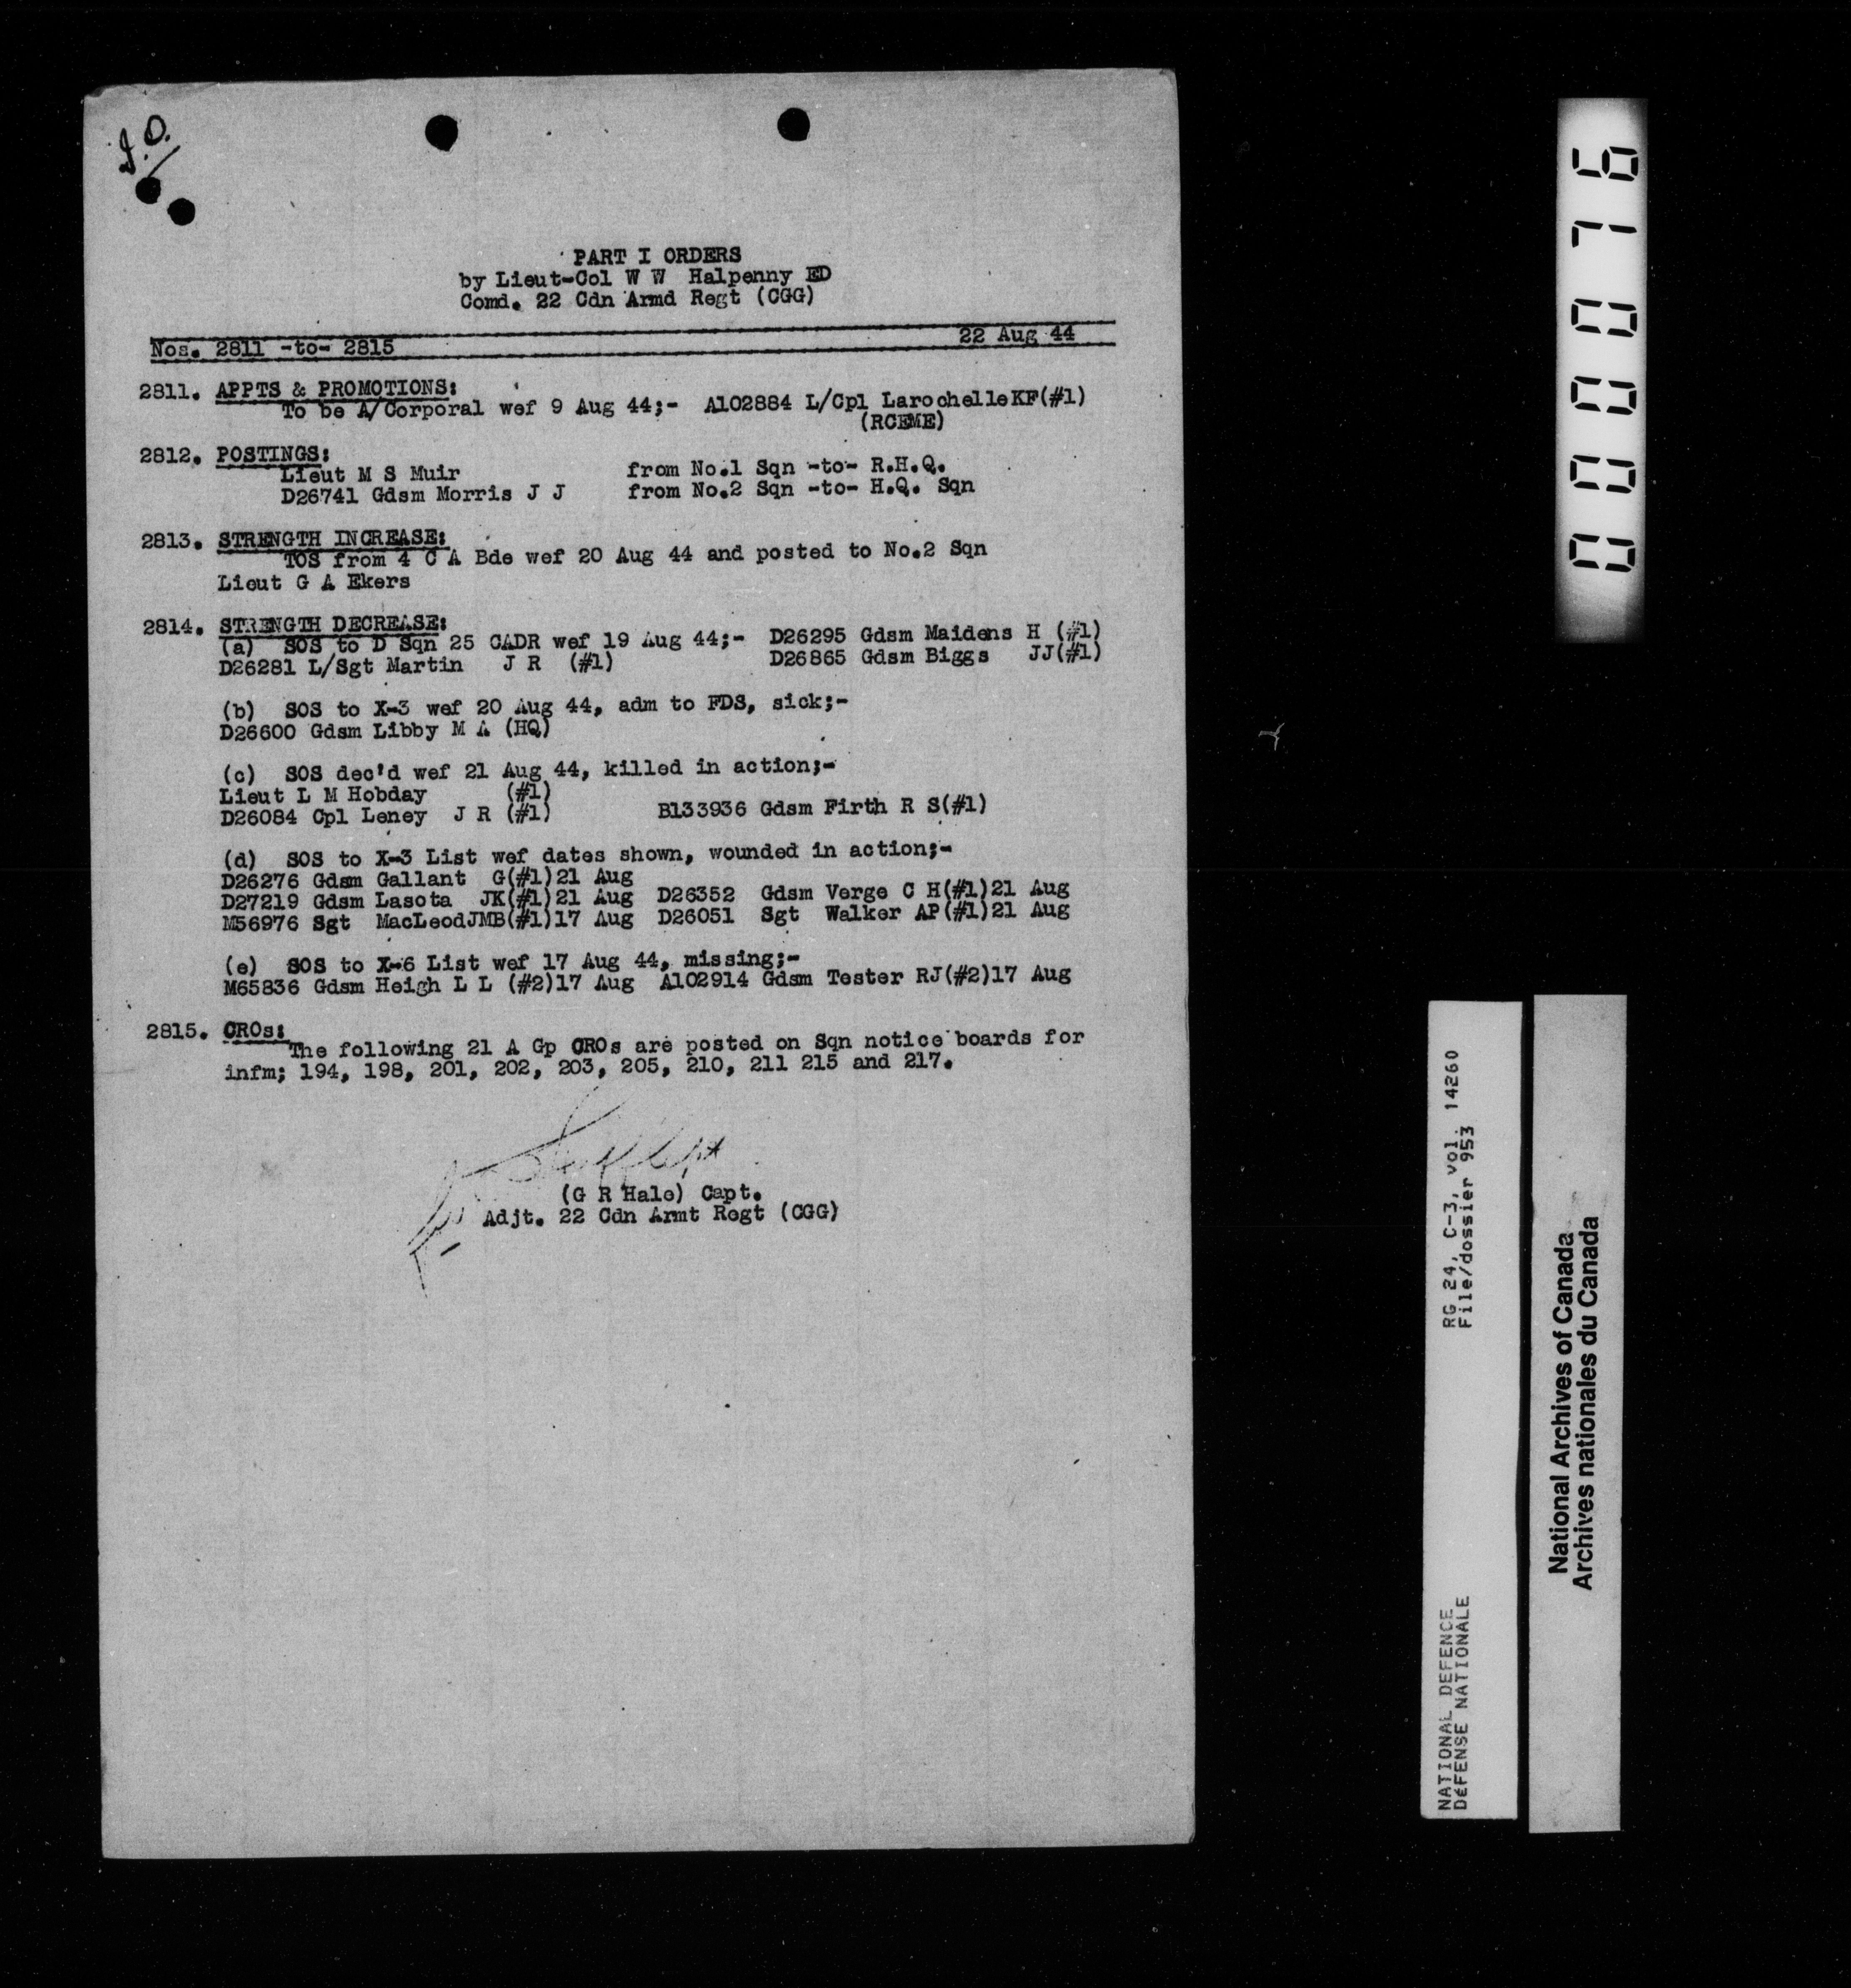 I.O.
PART I ORDERS
by Lieut-Col W W Halpenny ED
Comd. 22 Cdn Armd Regt (CGG)
Nos. 2811 -to- 2815 22 Aug 44
2811. APPTS & PROMOTIONS:
To be A/Corporal wef 9 Aug 44;- A102884 L/Cpl LarochelleKF(#1)
(RCEME)
2812. POSTINGS:
Lieut M S Muir from No.1 Sqn -to- R.H.Q.
D26741 Gdsm Morris J J from No.2 Sqn -to- H.Q. Sqn
2813. STRENGTH INCREASE:
TOS from 4 C A Bde wef 20 Aug 44 and posted to No.2 Sqn
Lieut G A Ekers
2814. STRENGTH DECREASE:
(a) SOS to D Sqn 25 CADR wef 19 Aug 44;- D26295 Gdsm Maidens H (#1)
D26281 L/Sgt Martin J R (#1) D26865 Gdsm Biggs JJ(#1)
(b) SOS to X-3 wef 20 Aug 44, adm to FDS, sick;-
D26600 Gdsm Libby M A (HQ)
(c) SOS dec'd wef 21 Aug 44, killed in action;-
Lieut L M Hobday (#1)
D26084 Cpl Leney J R (#1) B133936 Gdsm Firth R S(#1)
(d) SOS to X-3 List wef dates shown, wounded in action;-
D26276 Gdsm Gallant G(#1)21 Aug
D27219 Gdsm Lasota JK(#1)21 Aug D26352 Gdsm Verge C H(#1)21 Aug
M56976 Sgt MacLeodJMB(#1)17 Aug D26051 Sgt Walker AP(#1)21 Aug
(e) SOS to X-6 List wef 17 Aug 44, missing;-
M65836 Gdsm Heigh L L (#2)17 Aug A102914 Gdsm Tester RJ(#2)17 Aug
2815. CROs:
The following 21 A Gp CROs are posted on Sqn notice boards for
infm; 194, 198, 201, 202, 203, 205, 210, 211 215 and 217.
(G R Hale) Capt.
Adjt. 22 Cdn Armt Regt (CGG)
0000076
RG 24, C-3, vol. 14260
File/dossier 953
NATIONAL DEFENCE
DéFENSE NATIONALE
National Archives of Canada
Archives nationales du Canada